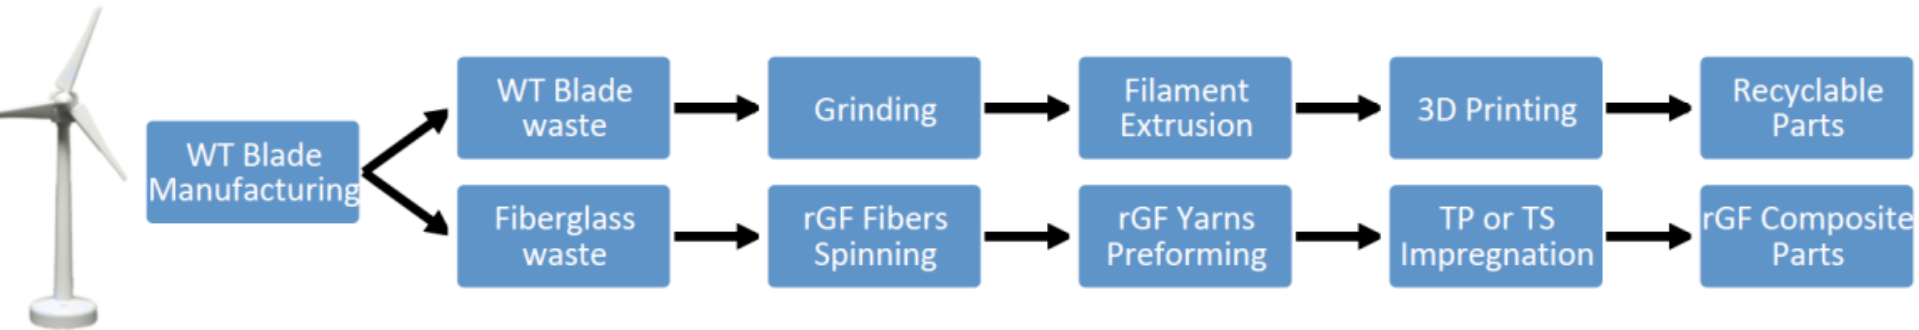 WT Blade
Manufacturing
WT Blade
waste
Grinding
Filament
Extrusion
3D Printing
Recyclable
Parts
Fiberglass
waste
rGF Fibers
Spinning
rGF Yarns
Preforming
TP or TS
Impregnation
rGF Composite
Parts